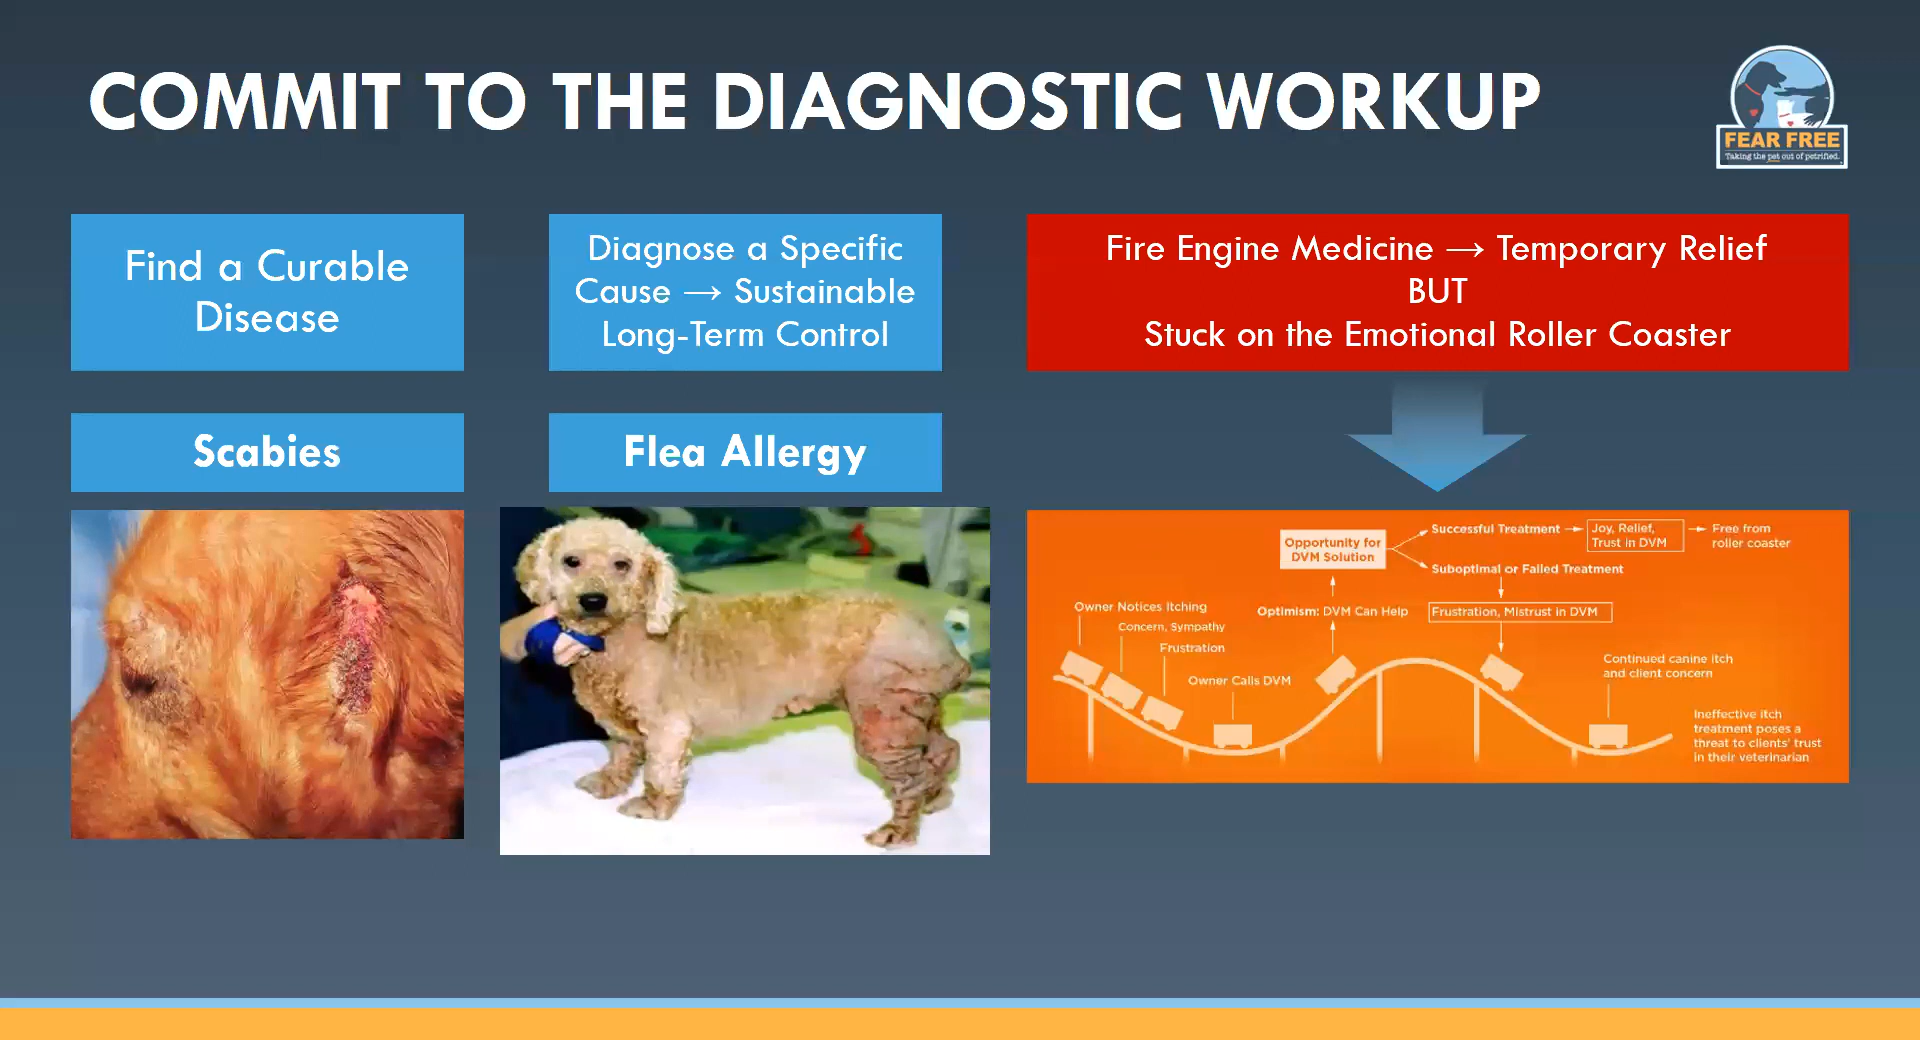 COMMIT TO THE DIAGNOSTIC WORKUP
FEAR FREE
Taking the pet out of petrified.
Find a Curable
Disease
Diagnose a Specific
Cause → Sustainable
Long-Term Control
Fire Engine Medicine → Temporary Relief
BUT
Stuck on the Emotional Roller Coaster
Scabies
Flea Allergy
Owner Notices Itching
Concern, Sympathy
Frustration
Owner Calls DVM
Optimism: DVM Can Help
Opportunity for
DVM Solution
Successful Treatment
Joy, Relief,
Trust in DVM
Free from
roller coaster
Suboptimal or Failed Treatment
Frustration, Mistrust in DVM
Continued canine itch
and client concern
Ineffective itch
treatment poses a
threat to clients' trust
in their veterinarian